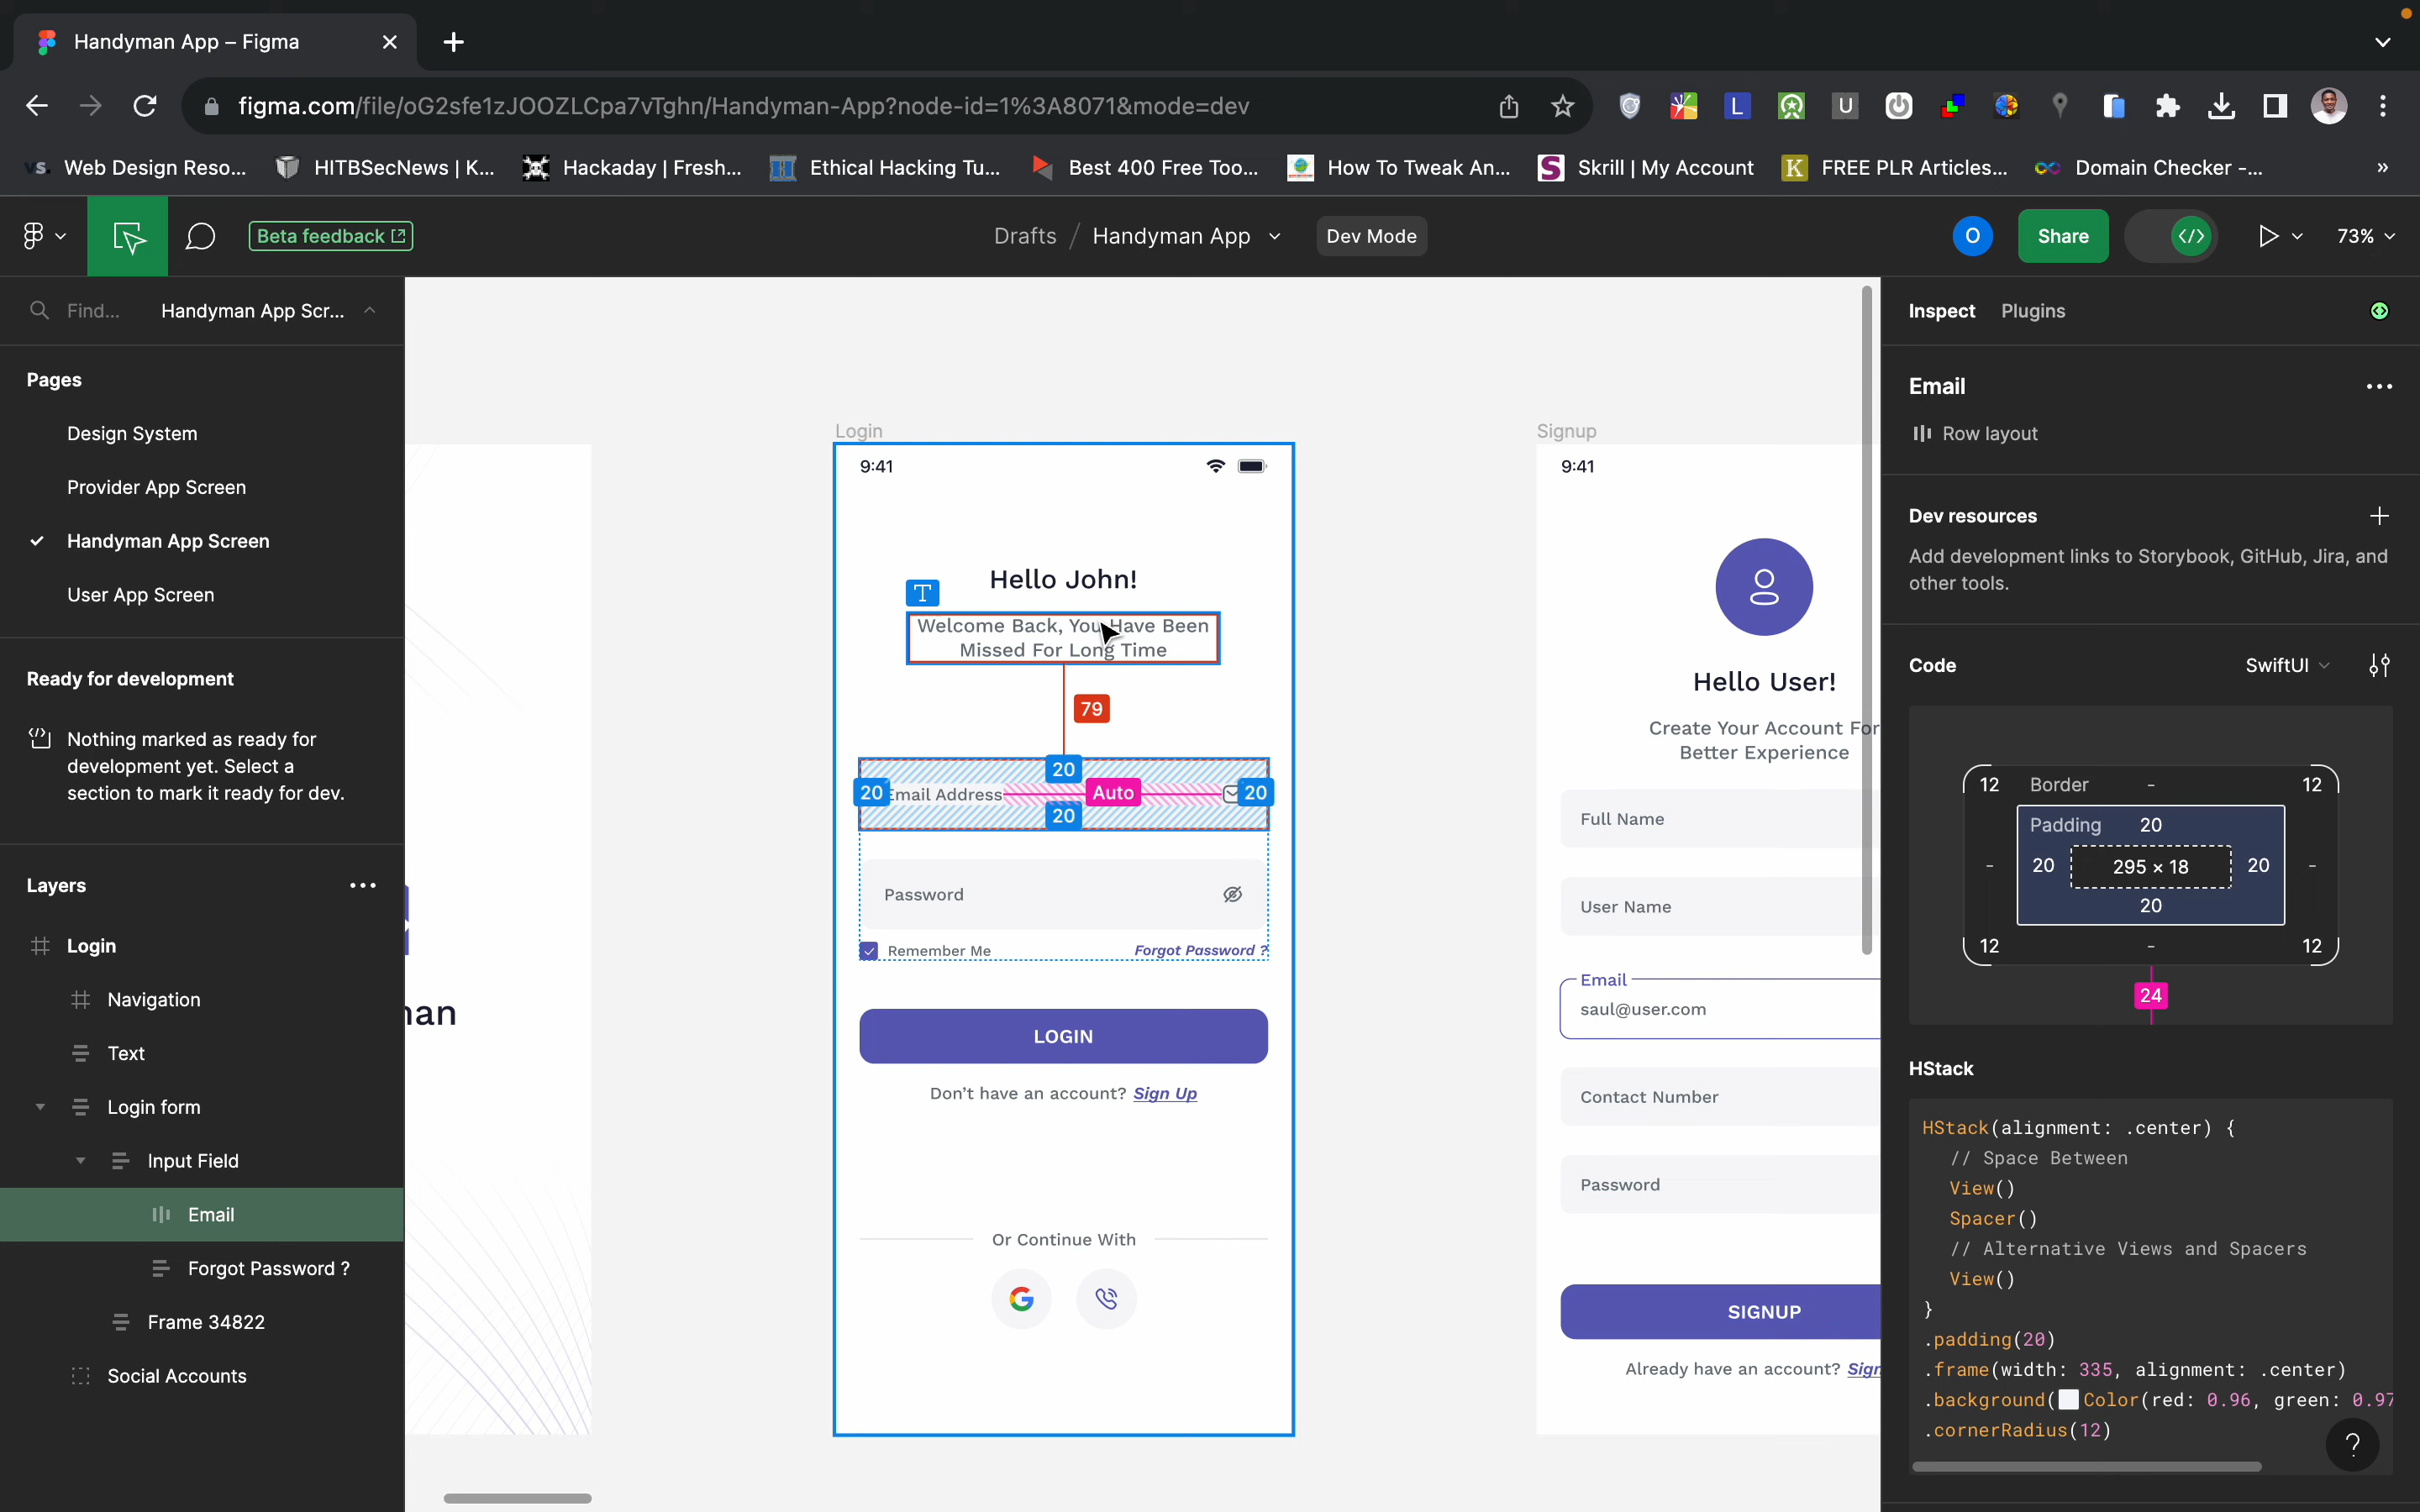 Handyman App – Figma
figma.com/file/oG2sfe1zJOOZLCpa7vTghn/Handyman-App?node-id=1%3A8071&mode=dev
L
U
vs. Web Design Reso...
HITBSecNews | K...
Hackaday | Fresh...
Ethical Hacking Tu...
Best 400 Free Too...
How To Tweak An...
S Skrill | My Account
K FREE PLR Articles...
Domain Checker -...
»
Beta feedback
Drafts / Handyman App
Dev Mode
O
Share
</>
73%
Find...
Handyman App Scr...
Pages
Design System
Provider App Screen
Handyman App Screen
User App Screen
Ready for development
Nothing marked as ready for
development yet. Select a
section to mark it ready for dev.
Layers
Login
Navigation
Text
Login form
Input Field
Email
Forgot Password ?
Frame 34822
Social Accounts
Login
9:41
Hello John!
T
Welcome Back, You Have Been
Missed For Long Time
79
20
20 Email Address Auto 20
20
Password
Remember Me Forgot Password ?
LOGIN
Don’t have an account? Sign Up
Or Continue With
G
Signup
9:41
Hello User!
Create Your Account For
Better Experience
Full Name
User Name
Email
saul@user.com
Contact Number
Password
SIGNUP
Already have an account? Sign
Inspect Plugins
Email
Row layout
Dev resources
Add development links to Storybook, GitHub, Jira, and
other tools.
Code SwiftUI
12 Border - 12
Padding 20
- 20 295 × 18 20 -
20
12 - 12
24
HStack
HStack(alignment: .center) {
// Space Between
View()
Spacer()
// Alternative Views and Spacers
View()
}
.padding(20)
.frame(width: 335, alignment: .center)
.background(Color(red: 0.96, green: 0.97
.cornerRadius(12)
?